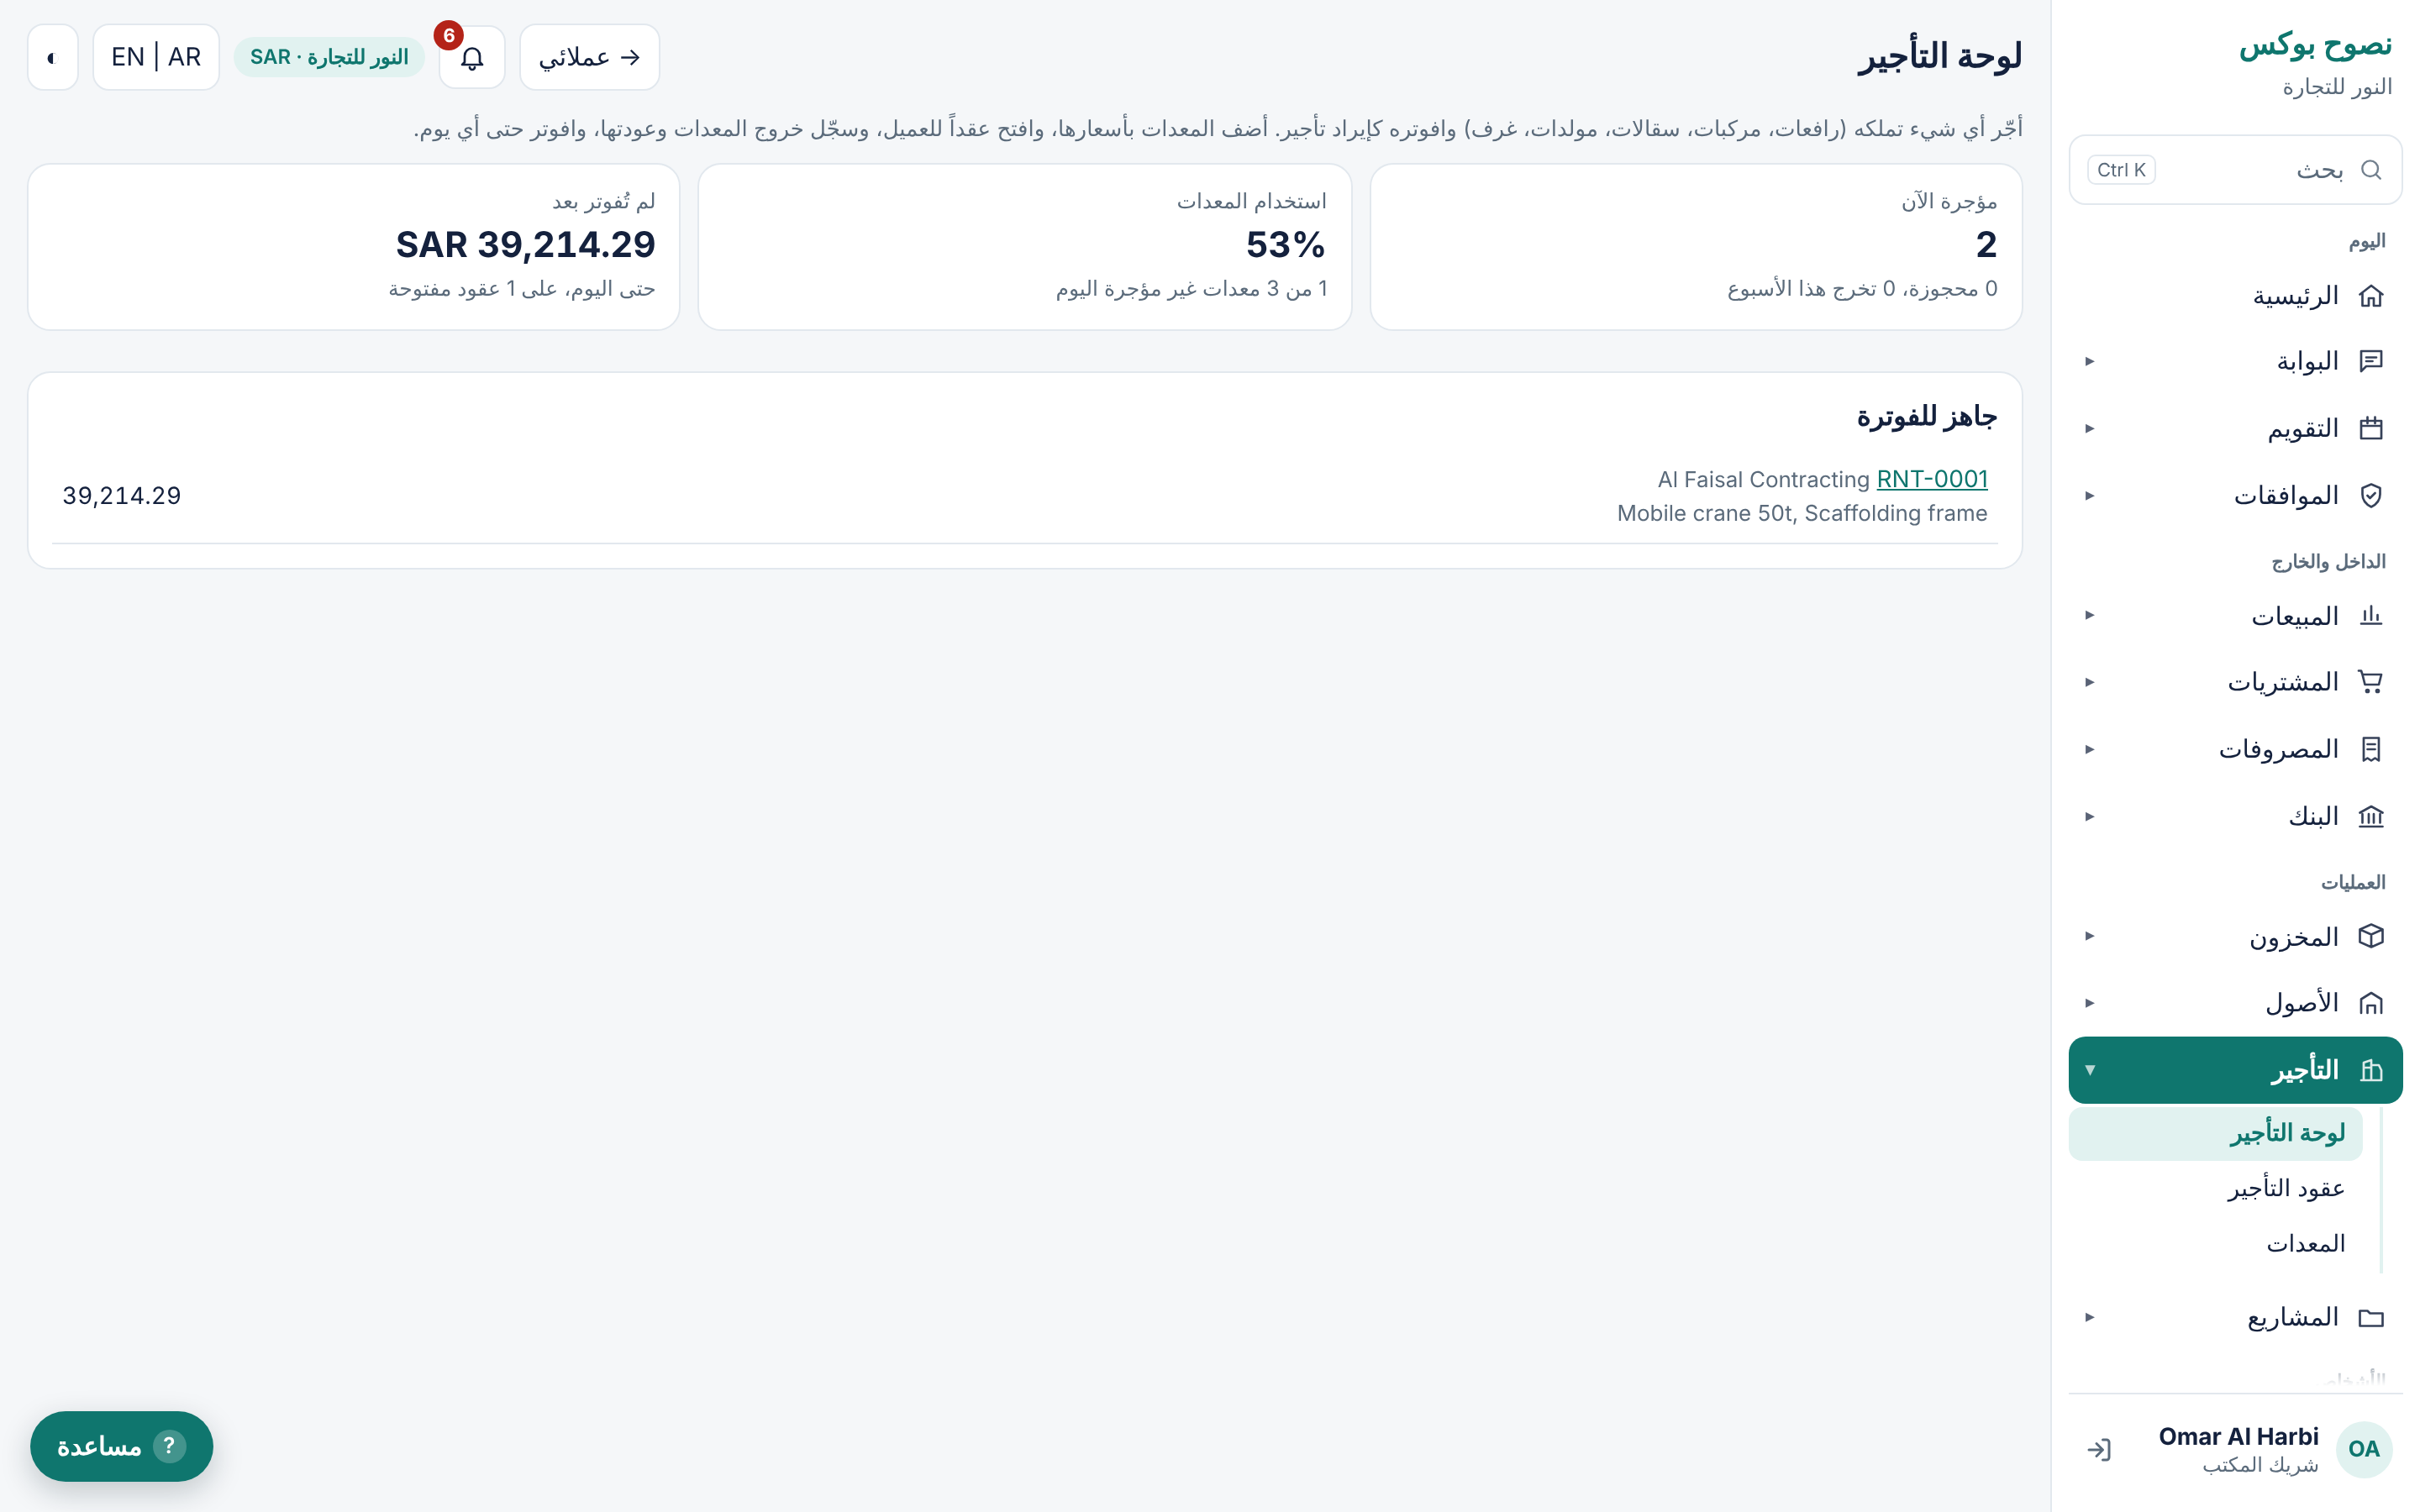 نصوح بوكس
النور للتجارة
بحث Ctrl K
اليوم
الرئيسية
البوابة
التقويم
الموافقات
الداخل والخارج
المبيعات
المشتريات
المصروفات
البنك
العمليات
المخزون
الأصول
التأجير
لوحة التأجير
عقود التأجير
المعدات
المشاريع
Omar Al Harbi
شريك المكتب
OA
لوحة التأجير
→ عملائي
6
النور للتجارة · SAR
EN | AR
أجّر أي شيء تملكه (رافعات، مركبات، سقالات، مولدات، غرف) وافوتره كإيراد تأجير. أضف المعدات بأسعارها، وافتح عقداً للعميل، وسجّل خروج المعدات وعودتها، وافوتر حتى أي يوم.
مؤجرة الآن
2
0 محجوزة، 0 تخرج هذا الأسبوع
استخدام المعدات
53%
1 من 3 معدات غير مؤجرة اليوم
لم تُفوتر بعد
SAR 39,214.29
حتى اليوم، على 1 عقود مفتوحة
جاهز للفوترة
RNT-0001 Al Faisal Contracting
Mobile crane 50t, Scaffolding frame
39,214.29
? مساعدة